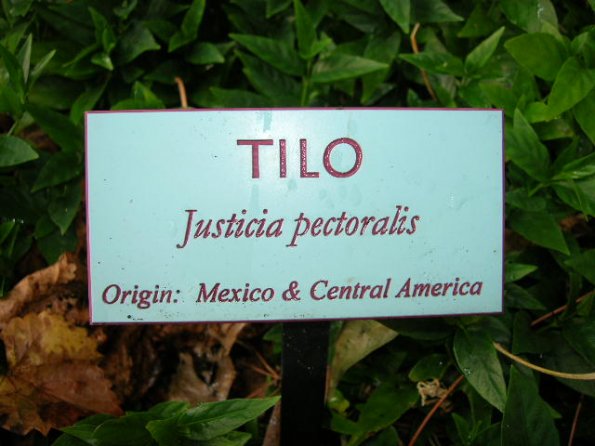 TILO
Justicia pectoralis
Origin: Mexico & Central America